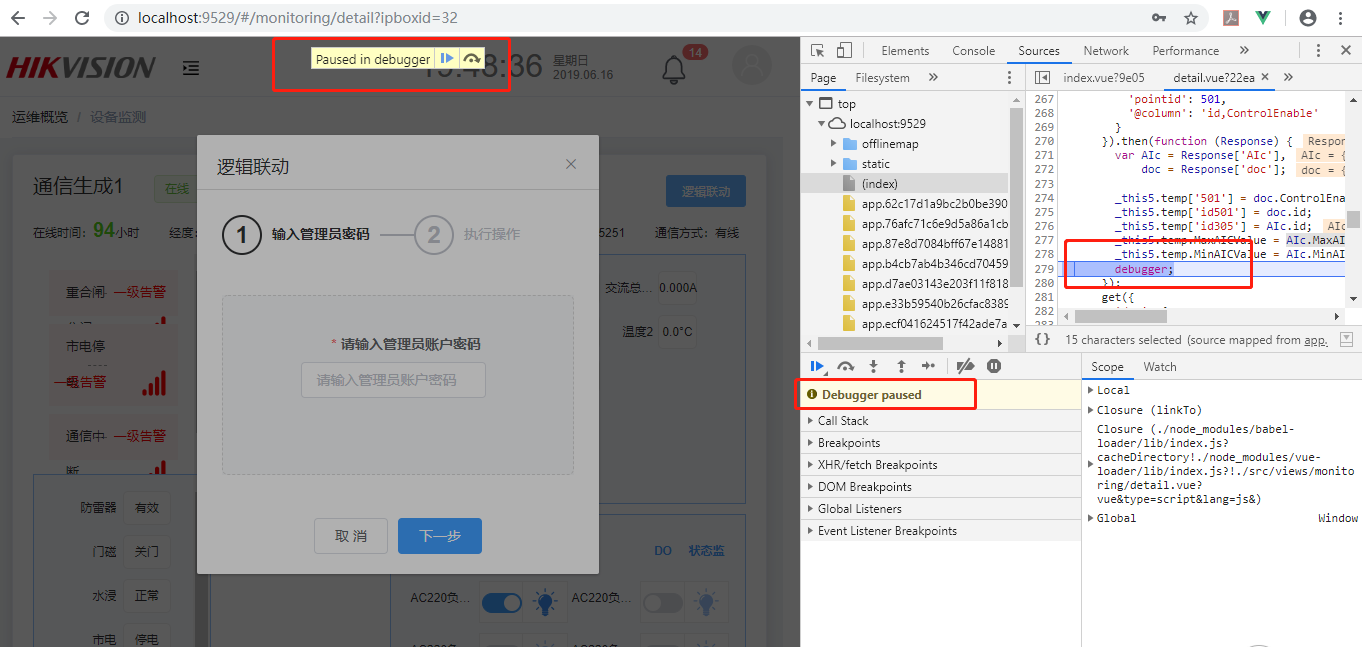 localhost:9529/#/monitoring/detail?ipboxid=32
HIKVISION
Paused in debugger
15:48:36
星期日
2019.06.16
14
运维概览 / 设备监测
通信生成1
在线
逻辑联动
在线时间: 94小时
经度:
5251
通信方式: 有线
重合闸
一级告警
市电停
一级告警
通信中
断
一级告警
交流总...
0.000A
温度2
0.0°C
防雷器
有效
门磁
关门
水浸
正常
市电
停电
DO
状态监
AC220负...
AC220负...
逻辑联动
1
输入管理员密码
2
执行操作
* 请输入管理员账户密码
请输入管理员账户密码
取 消
下一步
Elements
Console
Sources
Network
Performance
Page
Filesystem
top
localhost:9529
offlinemap
static
(index)
app.62c17d1a9bc2b0be390
app.76afc71c6e9d5a86a1cb
app.87e8d7084bff67e14881
app.b4cb7ab4b346cd70459
app.d7ae03143e203f11f818
app.e33b59540b26cfac8389
app.ecf041624517f42ade7a
index.vue?9e05
detail.vue?22ea
267 'pointid': 501,
268 '@column': 'id,ControlEnable'
269 }
270 }).then(function (Response) { Respon
271 var AIc = Response['AIc'], AIc = {
272 doc = Response['doc']; doc = {
273
274 _this5.temp['501'] = doc.ControlEna
275 _this5.temp['id501'] = doc.id;
276 _this5.temp['id305'] = AIc.id; AIc
277 _this5.temp.MaxAICValue = AIc.MaxAI
278 _this5.temp.MinAICValue = AIc.MinAI
279 debugger;
280 });
281 get({
282
283
{} 15 characters selected (source mapped from app.
Debugger paused
Call Stack
Breakpoints
XHR/fetch Breakpoints
DOM Breakpoints
Global Listeners
Event Listener Breakpoints
Scope
Watch
Local
Closure (linkTo)
Closure (./node_modules/babel-
loader/lib/index.js?
cacheDirectory!./node_modules/vue-
loader/lib/index.js?!./src/views/monito
ring/detail.vue?
vue&type=script&lang=js&)
Global
Window